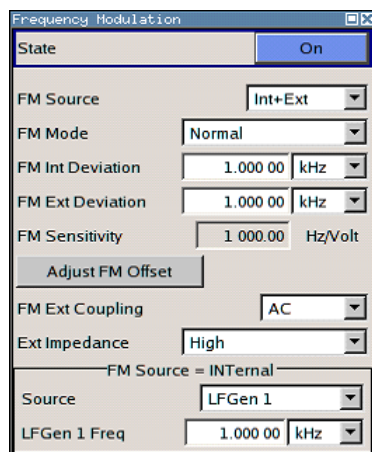 Frequency Modulation
State On
FM Source Int+Ext
FM Mode Normal
FM Int Deviation 1.000 00 kHz
FM Ext Deviation 1.000 00 kHz
FM Sensitivity 1 000.00 Hz/Volt
Adjust FM Offset
FM Ext Coupling AC
Ext Impedance High
FM Source = INTernal
Source LFGen 1
LFGen 1 Freq 1.000 00 kHz